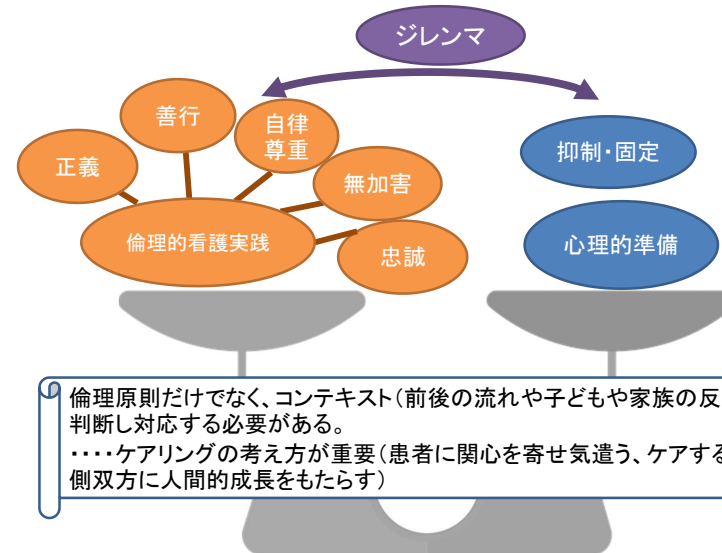 ジレンマ
善行
自律
尊重
正義
無加害
倫理的看護実践
忠誠
抑制・固定
心理的準備
倫理原則だけでなく、コンテキスト(前後の流れや子どもや家族の反
判断し対応する必要がある。
・・・・ケアリングの考え方が重要(患者に関心を寄せ気遣う、ケアする
側双方に人間的成長をもたらす)